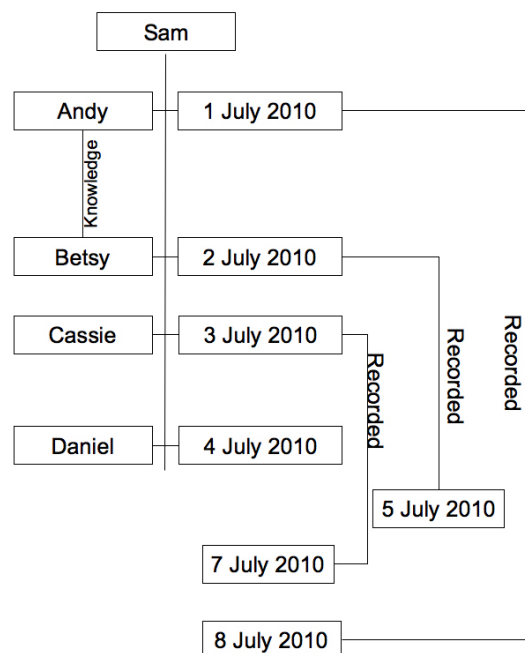 Sam
Andy
1 July 2010
Knowledge
Betsy
2 July 2010
Cassie
3 July 2010
Recorded
Recorded
Recorded
Daniel
4 July 2010
5 July 2010
7 July 2010
8 July 2010